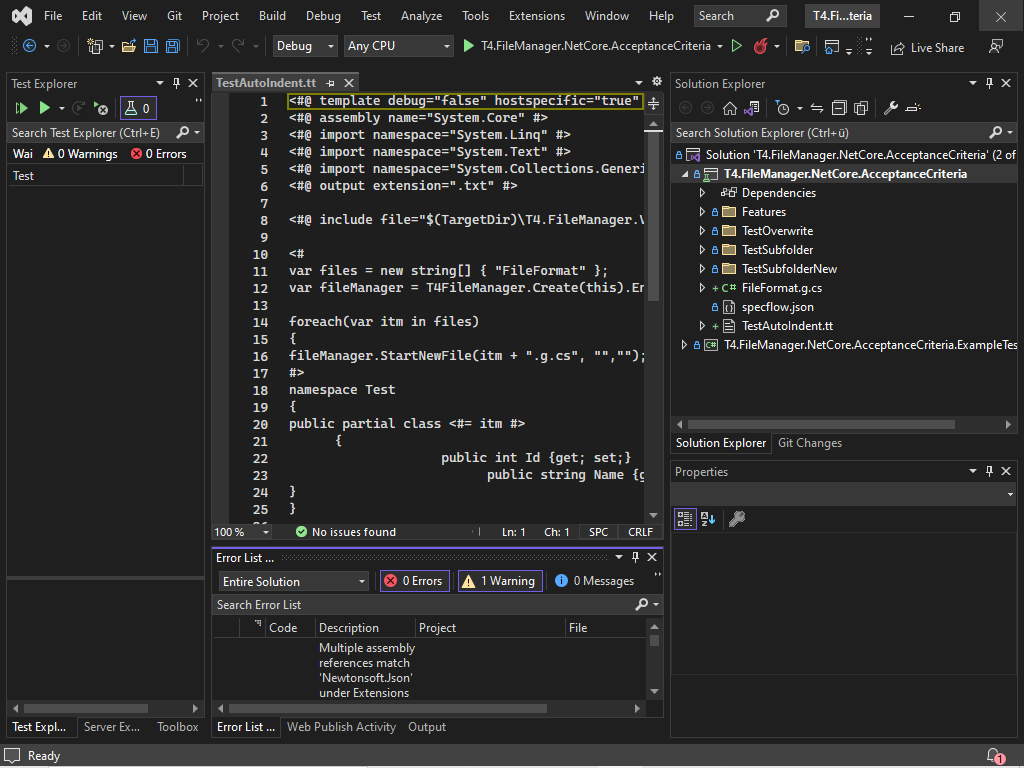 File Edit View Git Project Build Debug Test Analyze Tools Extensions Window Help Search T4.Fi...teria
Debug Any CPU T4.FileManager.NetCore.AcceptanceCriteria Live Share
Test Explorer
0
Search Test Explorer (Ctrl+E)
Wai 0 Warnings 0 Errors
Test
TestAutoIndent.tt
1 <#@ template debug="false" hostspecific="true"
2 <#@ assembly name="System.Core" #>
3 <#@ import namespace="System.Linq" #>
4 <#@ import namespace="System.Text" #>
5 <#@ import namespace="System.Collections.Generi
6 <#@ output extension=".txt" #>
7
8 <#@ include file="$(TargetDir)\T4.FileManager.V
9
10 <#
11 var files = new string[] { "FileFormat" };
12 var fileManager = T4FileManager.Create(this).En
13
14 foreach(var itm in files)
15 {
16 fileManager.StartNewFile(itm + ".g.cs", "","");
17 #>
18 namespace Test
19 {
20 public partial class <#= itm #>
21 {
22 public int Id {get; set;}
23 public string Name {g
24 }
25 }
100 % No issues found Ln: 1 Ch: 1 SPC CRLF
Error List ...
Entire Solution 0 Errors 1 Warning 0 Messages
Search Error List
Code Description Project File
Multiple assembly
references match
'Newtonsoft.Json'
under Extensions
Test Expl... Server Ex... Toolbox
Error List ... Web Publish Activity Output
Solution Explorer
Search Solution Explorer (Ctrl+ü)
Solution 'T4.FileManager.NetCore.AcceptanceCriteria' (2 of
T4.FileManager.NetCore.AcceptanceCriteria
Dependencies
Features
TestOverwrite
TestSubfolder
TestSubfolderNew
C# FileFormat.g.cs
specflow.json
TestAutoIndent.tt
C# T4.FileManager.NetCore.AcceptanceCriteria.ExampleTes
Solution Explorer Git Changes
Properties
Ready 1